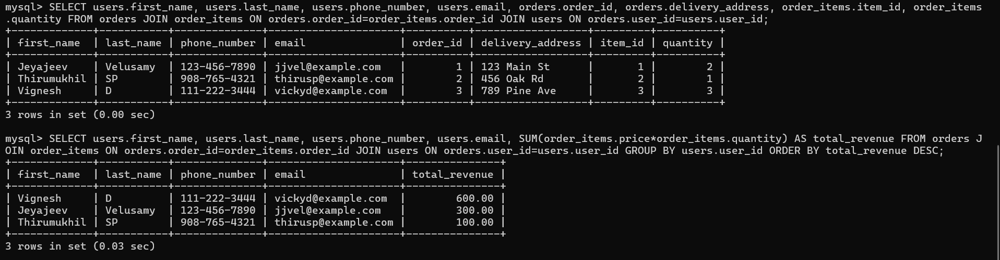 mysql> SELECT users.first_name, users.last_name, users.phone_number, users.email, orders.order_id, orders.delivery_address, order_items.item_id, order_items
.quantity FROM orders JOIN order_items ON orders.order_id=order_items.order_id JOIN users ON orders.user_id=users.user_id;
+-------------+-----------+--------------+---------------------+----------+------------------+---------+----------+
| first_name  | last_name | phone_number | email               | order_id | delivery_address | item_id | quantity |
+-------------+-----------+--------------+---------------------+----------+------------------+---------+----------+
| Jeyajeev    | Velusamy  | 123-456-7890 | jjvel@example.com   |        1 | 123 Main St      |       1 |        2 |
| Thirumukhil | SP        | 908-765-4321 | thirusp@example.com |        2 | 456 Oak Rd       |       2 |        1 |
| Vignesh     | D         | 111-222-3444 | vickyd@example.com  |        3 | 789 Pine Ave     |       3 |        3 |
+-------------+-----------+--------------+---------------------+----------+------------------+---------+----------+
3 rows in set (0.00 sec)

mysql> SELECT users.first_name, users.last_name, users.phone_number, users.email, SUM(order_items.price*order_items.quantity) AS total_revenue FROM orders J
OIN order_items ON orders.order_id=order_items.order_id JOIN users ON orders.user_id=users.user_id GROUP BY users.user_id ORDER BY total_revenue DESC;
+-------------+-----------+--------------+---------------------+---------------+
| first_name  | last_name | phone_number | email               | total_revenue |
+-------------+-----------+--------------+---------------------+---------------+
| Vignesh     | D         | 111-222-3444 | vickyd@example.com  |        600.00 |
| Jeyajeev    | Velusamy  | 123-456-7890 | jjvel@example.com   |        300.00 |
| Thirumukhil | SP        | 908-765-4321 | thirusp@example.com |        100.00 |
+-------------+-----------+--------------+---------------------+---------------+
3 rows in set (0.03 sec)